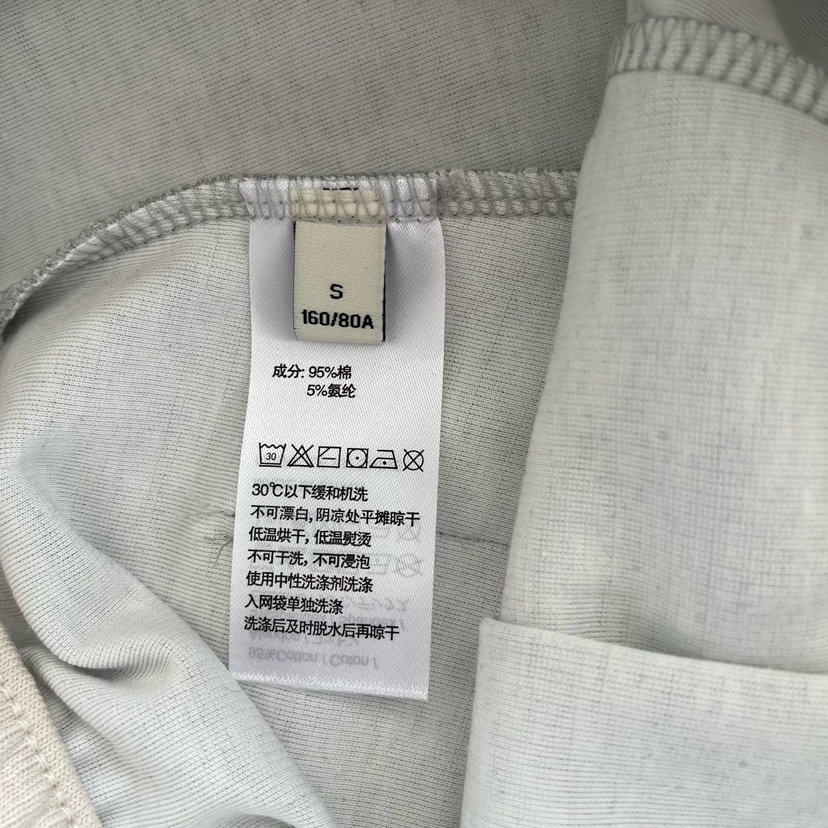 S
160/80A
成分: 95%棉
5%氨纶
30
30℃以下缓和机洗
不可漂白, 阴凉处平摊晾干
低温烘干, 低温熨烫
不可干洗, 不可浸泡
使用中性洗涤剂洗涤
入网袋单独洗涤
洗涤后及时脱水后再晾干
95%Cotton / Coton /